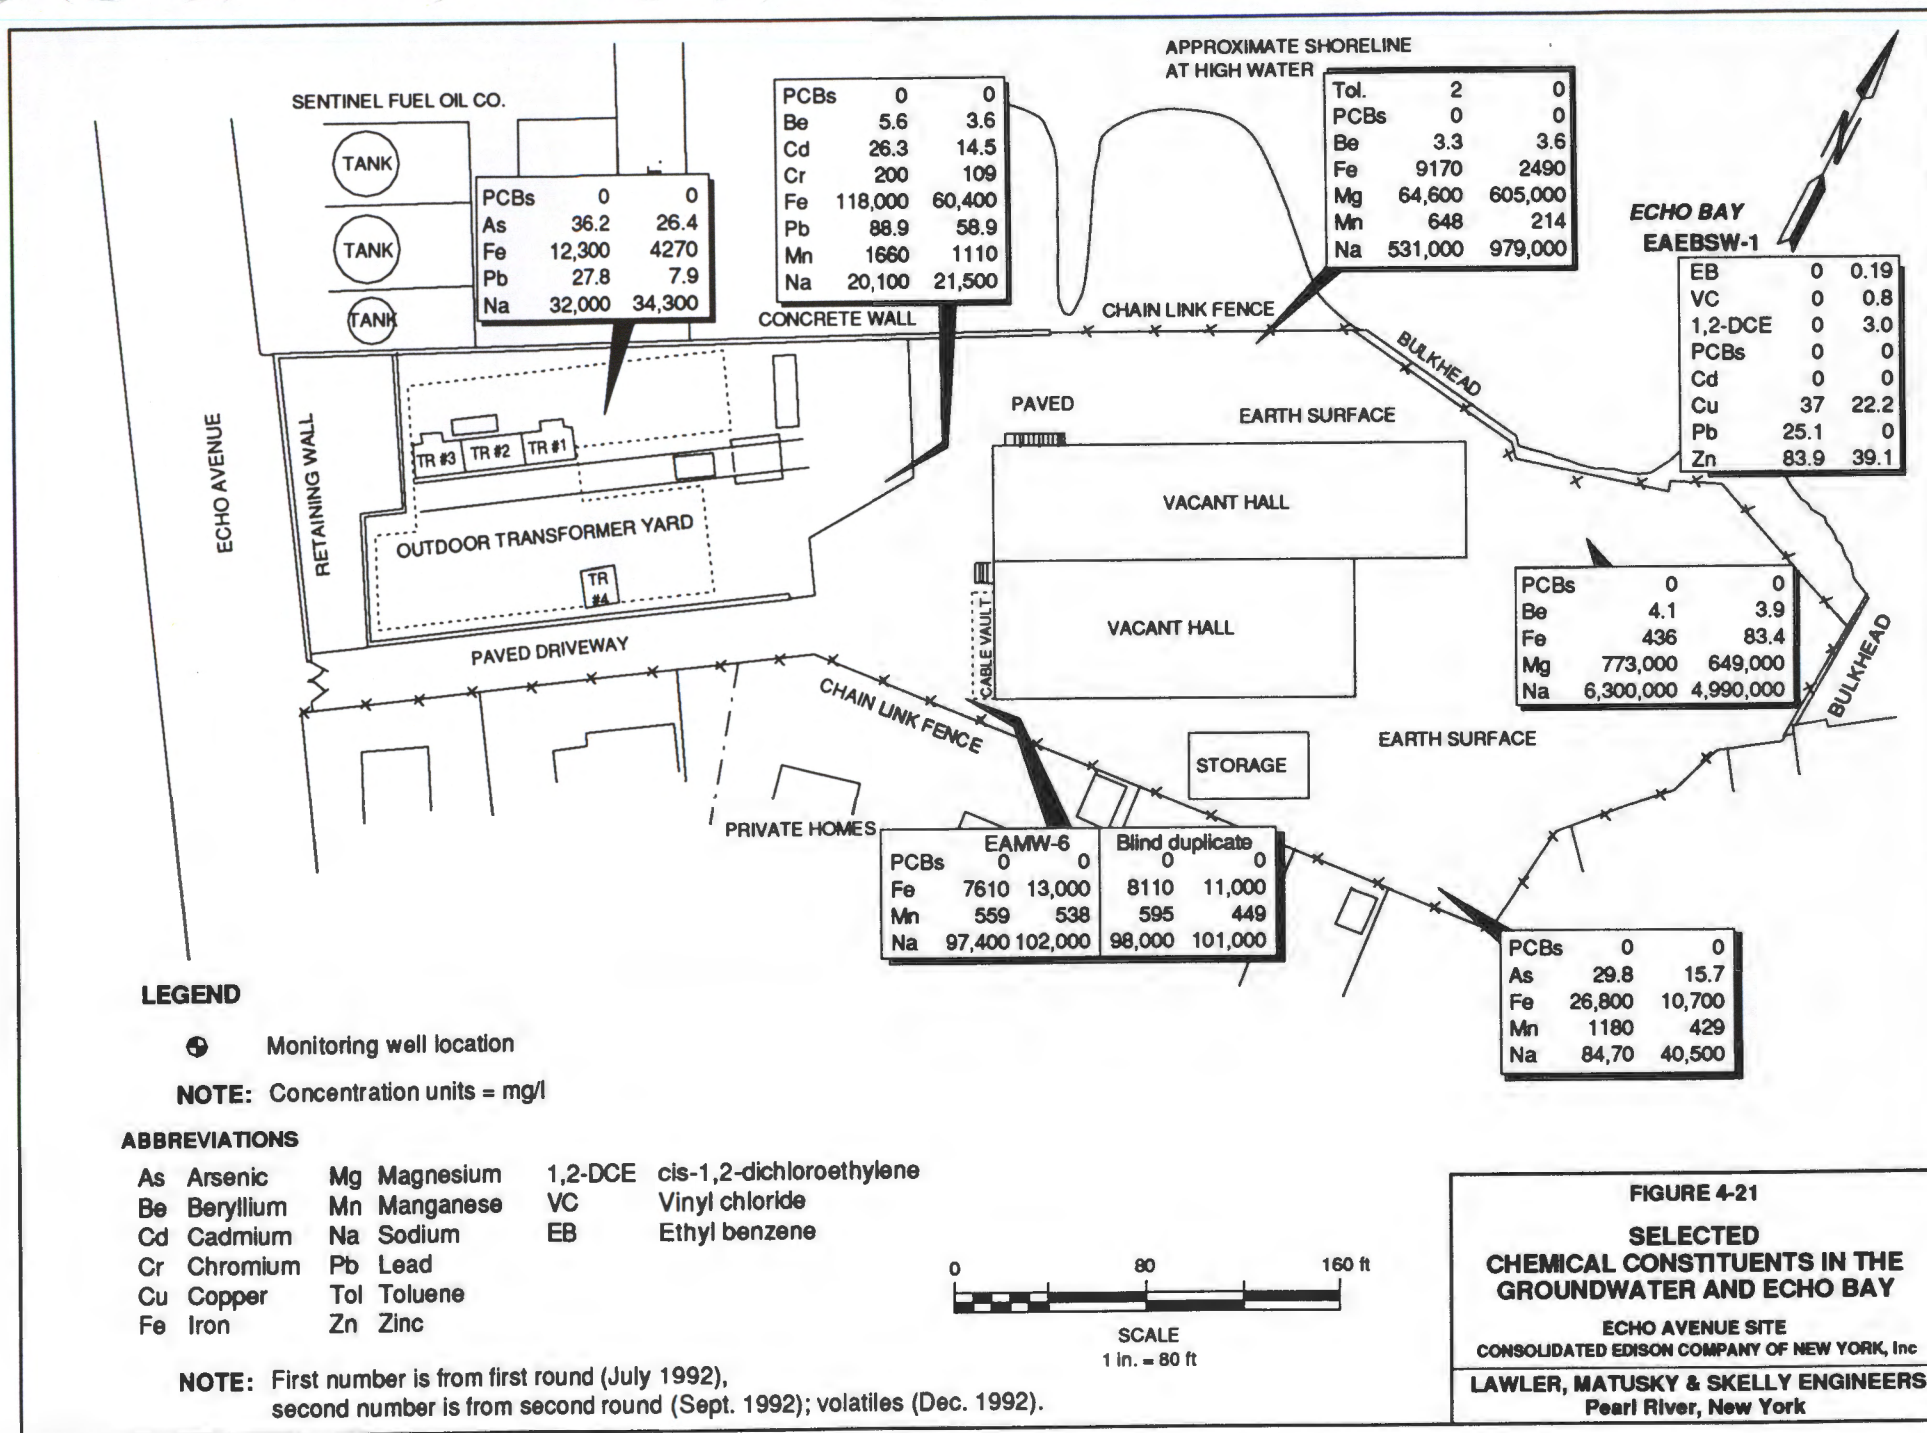 APPROXIMATE SHORELINE
AT HIGH WATER
SENTINEL FUEL OIL CO.
TANK
TANK
TANK
PCBs 0 0
As 36.2 26.4
Fe 12,300 4270
Pb 27.8 7.9
Na 32,000 34,300
PCBs 0 0
Be 5.6 3.6
Cd 26.3 14.5
Cr 200 109
Fe 118,000 60,400
Pb 88.9 58.9
Mn 1660 1110
Na 20,100 21,500
Tol. 2 0
PCBs 0 0
Be 3.3 3.6
Fe 9170 2490
Mg 64,600 605,000
Mn 648 214
Na 531,000 979,000
N
ECHO BAY
EAEBSW-1
EB 0 0.19
VC 0 0.8
1,2-DCE 0 3.0
PCBs 0 0
Cd 0 0
Cu 37 22.2
Pb 25.1 0
Zn 83.9 39.1
CONCRETE WALL
CHAIN LINK FENCE
BULKHEAD
PAVED
EARTH SURFACE
ECHO AVENUE
RETAINING WALL
TR #3
TR #2
TR #1
OUTDOOR TRANSFORMER YARD
TR
#4
VACANT HALL
VACANT HALL
CABLE VAULT
PAVED DRIVEWAY
CHAIN LINK FENCE
PCBs 0 0
Be 4.1 3.9
Fe 436 83.4
Mg 773,000 649,000
Na 6,300,000 4,990,000
BULKHEAD
EARTH SURFACE
STORAGE
PRIVATE HOMES
EAMW-6 Blind duplicate
PCBs 0 0 0 0
Fe 7610 13,000 8110 11,000
Mn 559 538 595 449
Na 97,400 102,000 98,000 101,000
PCBs 0 0
As 29.8 15.7
Fe 26,800 10,700
Mn 1180 429
Na 84,70 40,500
LEGEND
Monitoring well location
NOTE: Concentration units = mg/l
ABBREVIATIONS
As Arsenic Mg Magnesium 1,2-DCE cis-1,2-dichloroethylene
Be Beryllium Mn Manganese VC Vinyl chloride
Cd Cadmium Na Sodium EB Ethyl benzene
Cr Chromium Pb Lead
Cu Copper Tol Toluene
Fe Iron Zn Zinc
0 80 160 ft
SCALE
1 in. = 80 ft
NOTE: First number is from first round (July 1992),
second number is from second round (Sept. 1992); volatiles (Dec. 1992).
FIGURE 4-21
SELECTED
CHEMICAL CONSTITUENTS IN THE
GROUNDWATER AND ECHO BAY
ECHO AVENUE SITE
CONSOLIDATED EDISON COMPANY OF NEW YORK, Inc
LAWLER, MATUSKY & SKELLY ENGINEERS
Pearl River, New York